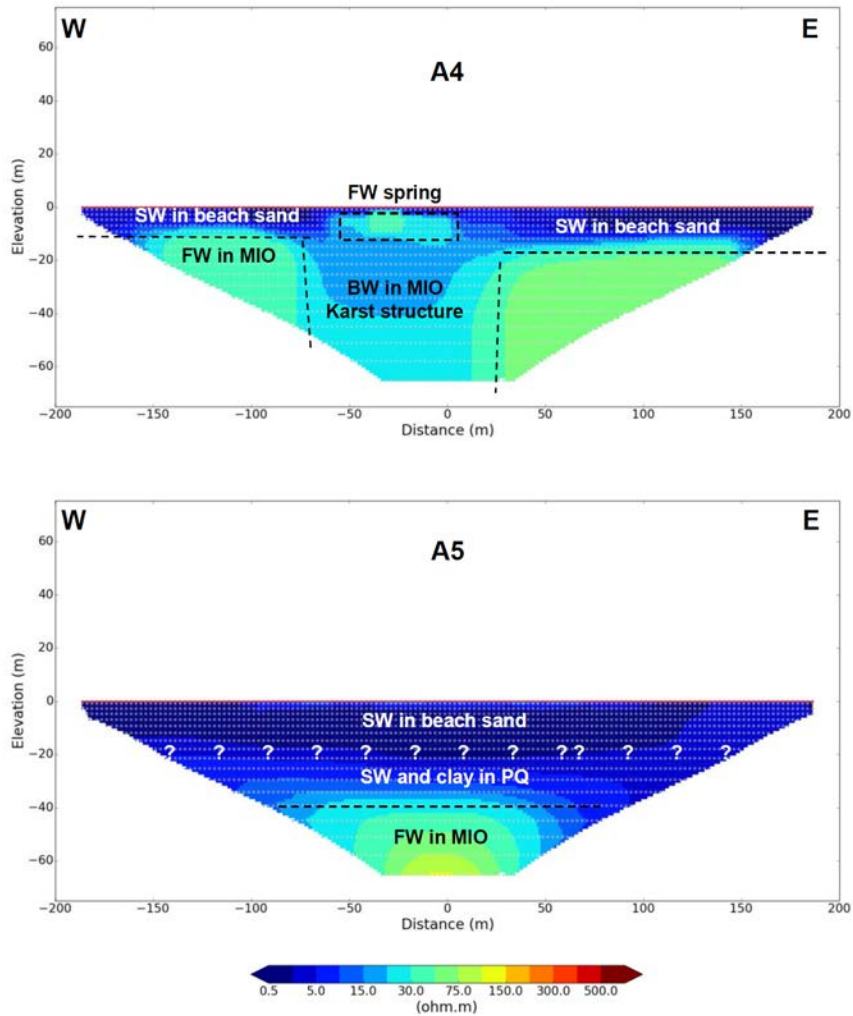 W
E
A4
60
40
20
0
−20
−40
−60
Elevation (m)
FW spring
SW in beach sand
SW in beach sand
FW in MIO
BW in MIO
Karst structure
−200 −150 −100 −50 0 50 100 150 200
Distance (m)
W
E
A5
60
40
20
0
−20
−40
−60
Elevation (m)
SW in beach sand
? ? ? ? ? ? ? ? ? ? ? ? ?
SW and clay in PQ
FW in MIO
−200 −150 −100 −50 0 50 100 150 200
Distance (m)
0.5 5.0 15.0 30.0 75.0 150.0 300.0 500.0
(ohm.m)